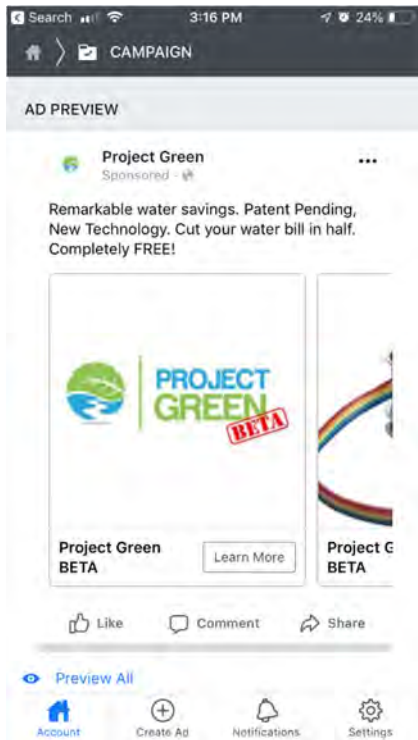 Search 3:16 PM 24%
CAMPAIGN
AD PREVIEW
Project Green
Sponsored ·
Remarkable water savings. Patent Pending,
New Technology. Cut your water bill in half.
Completely FREE!
PROJECT
GREEN
BETA
Project Green
BETA
Learn More
Project G
BETA
Like Comment Share
Preview All
Account Create Ad Notifications Settings